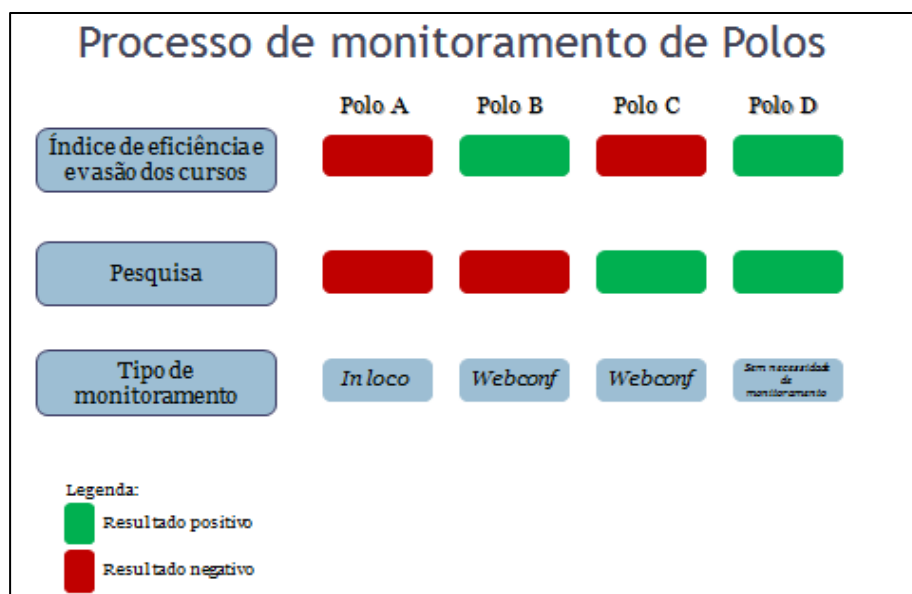 Processo de monitoramento de Polos
Polo A Polo B Polo C Polo D
Índice de eficiência e
evasão dos cursos
Pesquisa
Tipo de
monitoramento
In loco
Webconf
Webconf
Sem necessidade
de
monitoramento
Legenda:
Resultado positivo
Resultado negativo